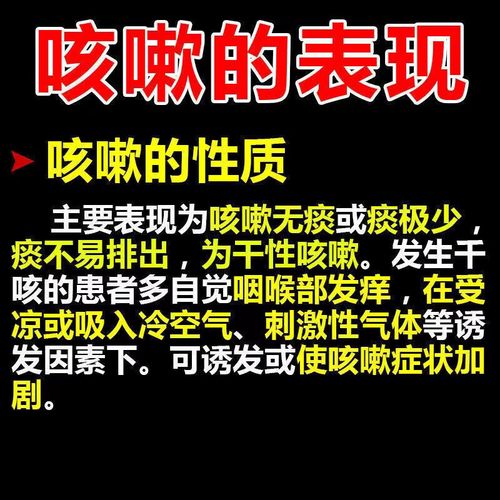 咳嗽的表现
咳嗽的性质
主要表现为咳嗽无痰或痰极少，
痰不易排出，为干性咳嗽。发生干
咳的患者多自觉咽喉部发痒，在受
凉或吸入冷空气、刺激性气体等诱
发因素下。可诱发或使咳嗽症状加
剧。